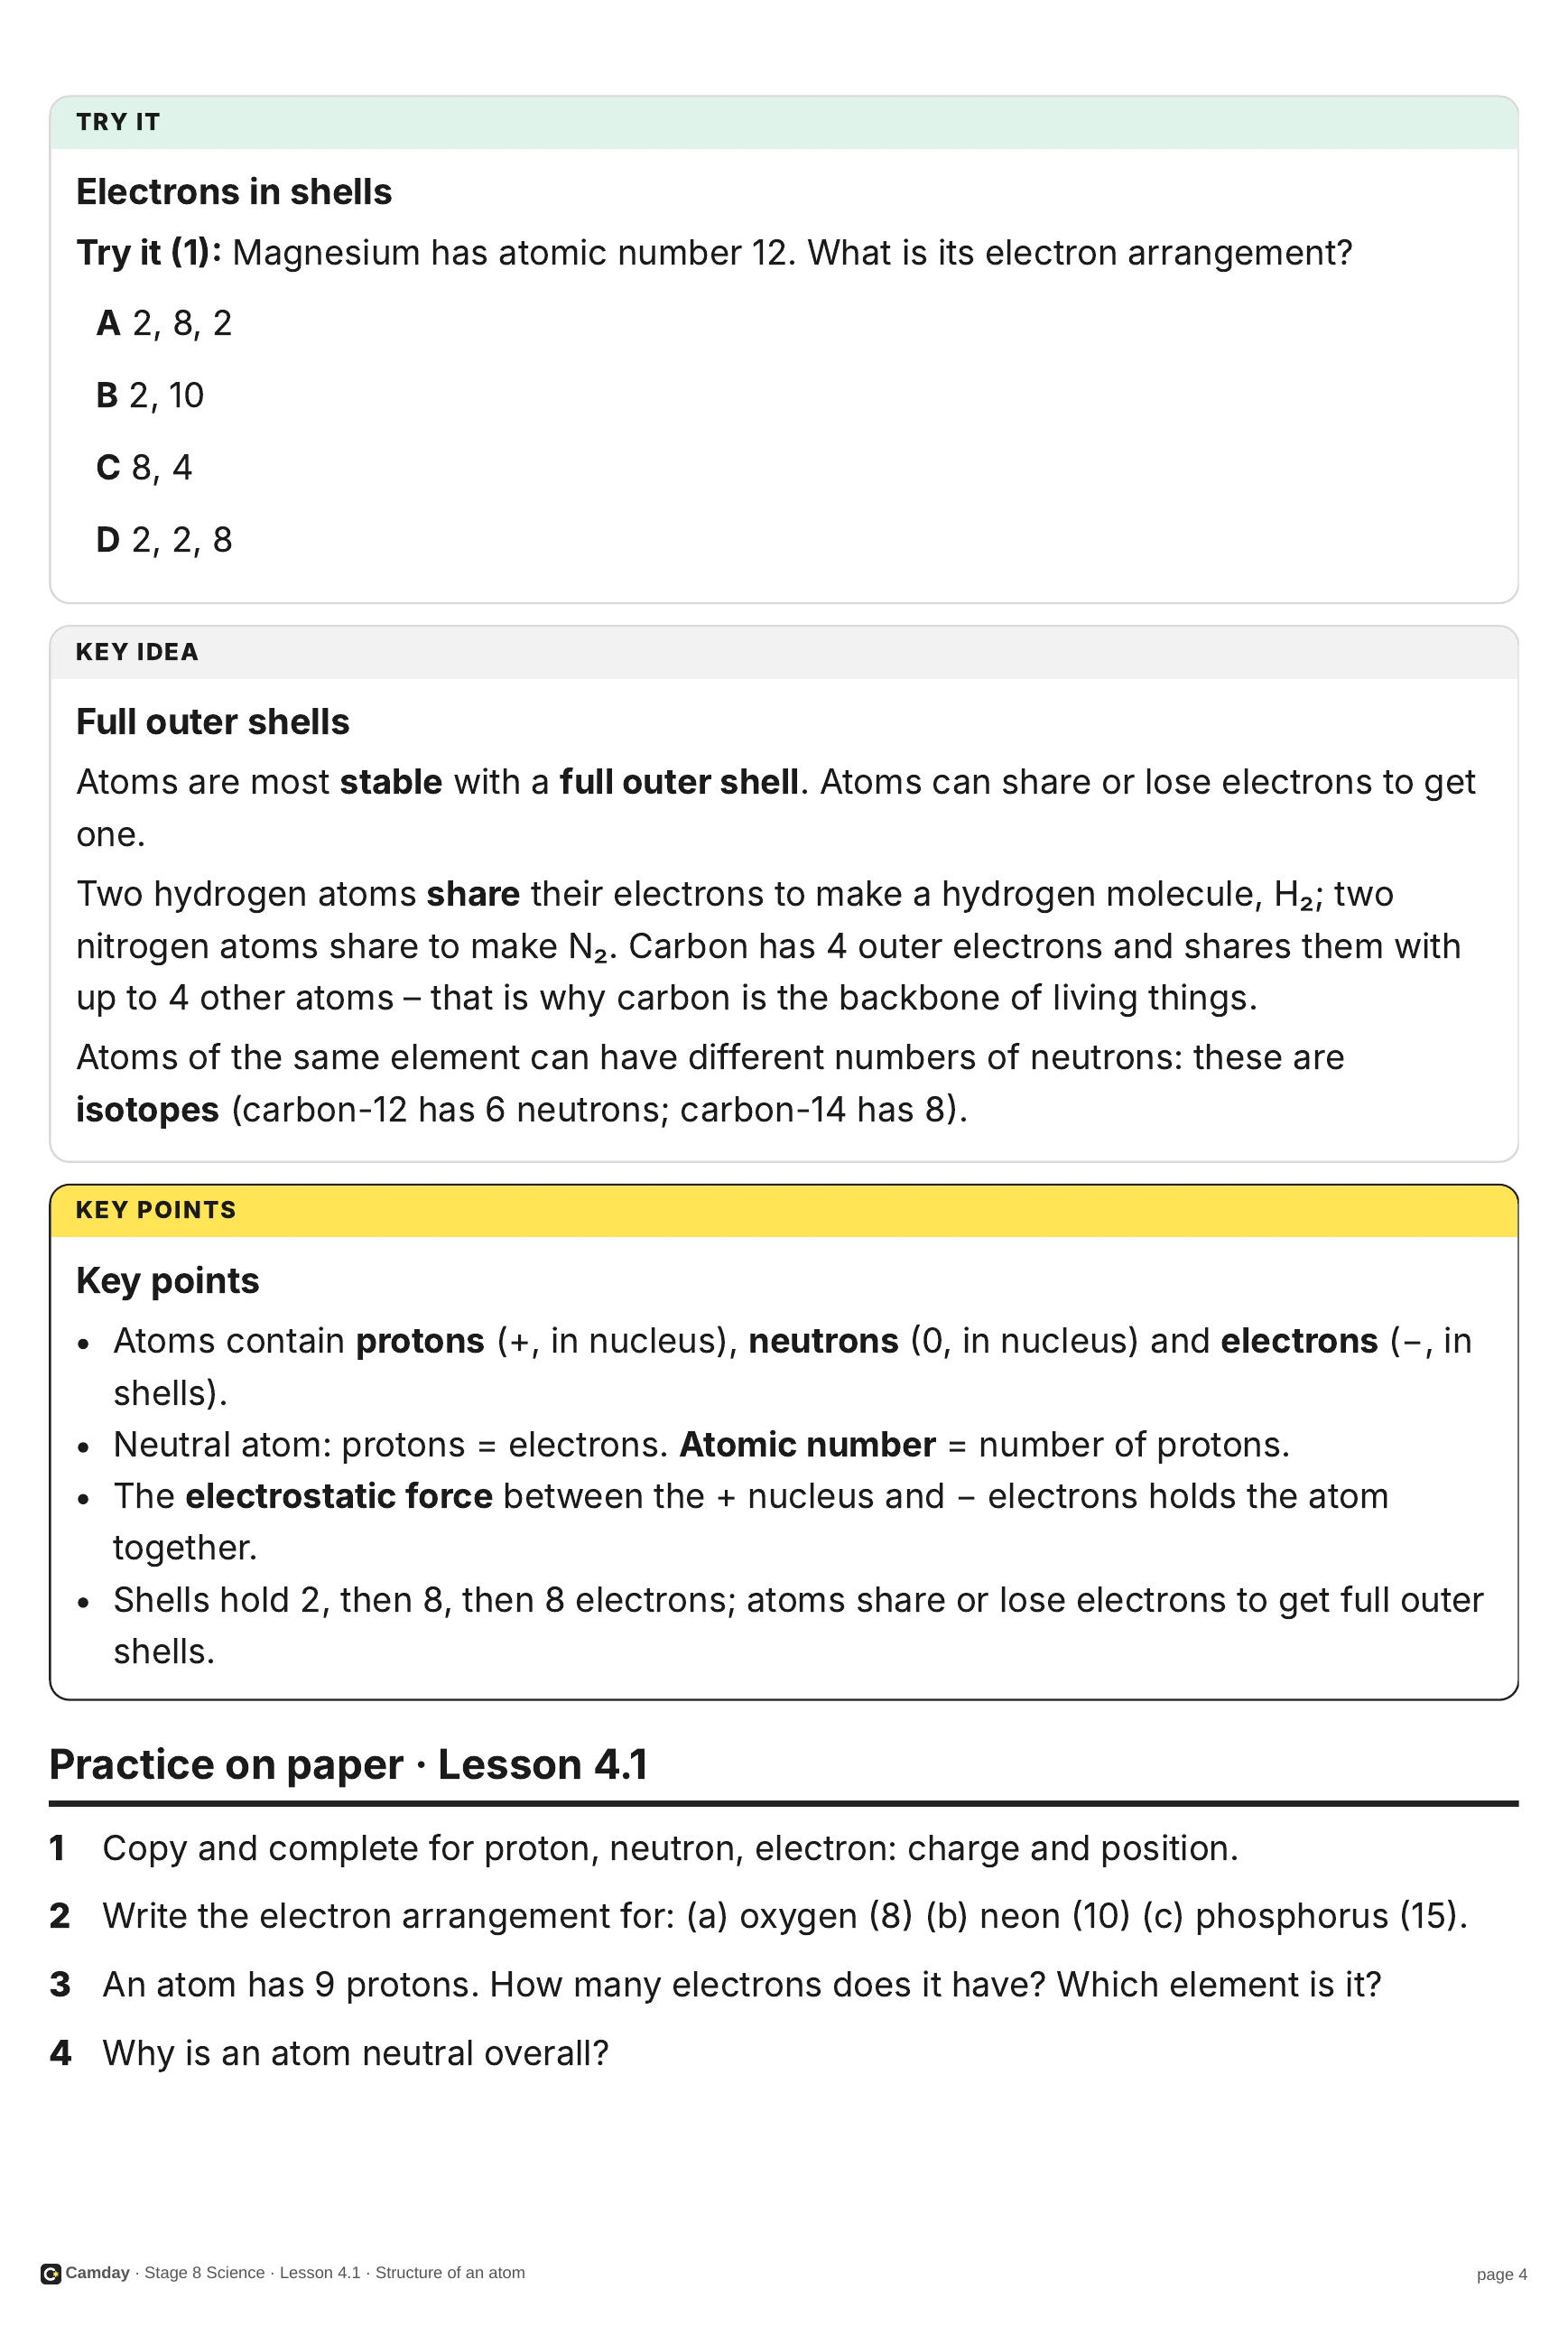 TRY IT
Electrons in shells
Try it (1): Magnesium has atomic number 12. What is its electron arrangement?
A 2, 8, 2
B 2, 10
C 8, 4
D 2, 2, 8
KEY IDEA
Full outer shells
Atoms are most stable with a full outer shell. Atoms can share or lose electrons to get
one.
Two hydrogen atoms share their electrons to make a hydrogen molecule, H₂; two
nitrogen atoms share to make N₂. Carbon has 4 outer electrons and shares them with
up to 4 other atoms – that is why carbon is the backbone of living things.
Atoms of the same element can have different numbers of neutrons: these are
isotopes (carbon-12 has 6 neutrons; carbon-14 has 8).
KEY POINTS
Key points
• Atoms contain protons (+, in nucleus), neutrons (0, in nucleus) and electrons (−, in
shells).
• Neutral atom: protons = electrons. Atomic number = number of protons.
• The electrostatic force between the + nucleus and − electrons holds the atom
together.
• Shells hold 2, then 8, then 8 electrons; atoms share or lose electrons to get full outer
shells.
Practice on paper · Lesson 4.1
1 Copy and complete for proton, neutron, electron: charge and position.
2 Write the electron arrangement for: (a) oxygen (8) (b) neon (10) (c) phosphorus (15).
3 An atom has 9 protons. How many electrons does it have? Which element is it?
4 Why is an atom neutral overall?
Camday · Stage 8 Science · Lesson 4.1 · Structure of an atom
page 4